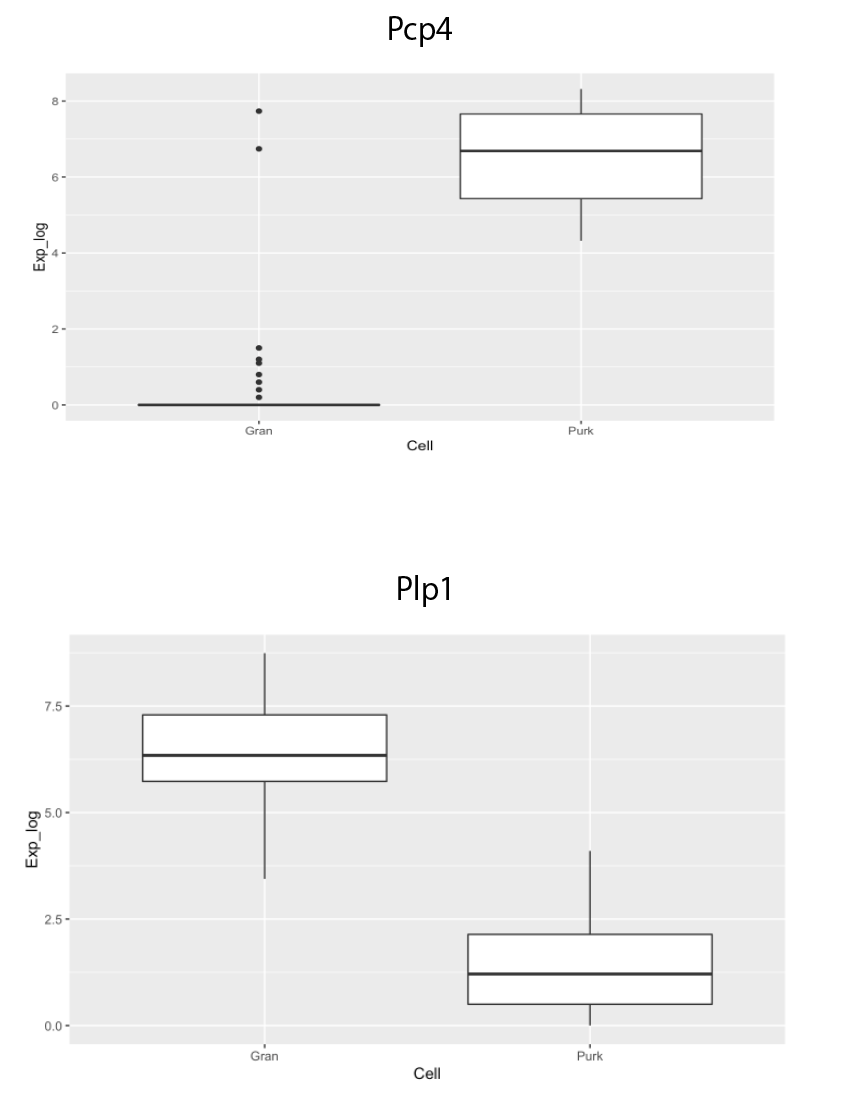 Pcp4
8
6
4
2
0
Exp_log
Gran Purk
Cell
Plp1
7.5
5.0
2.5
0.0
Exp_log
Gran Purk
Cell